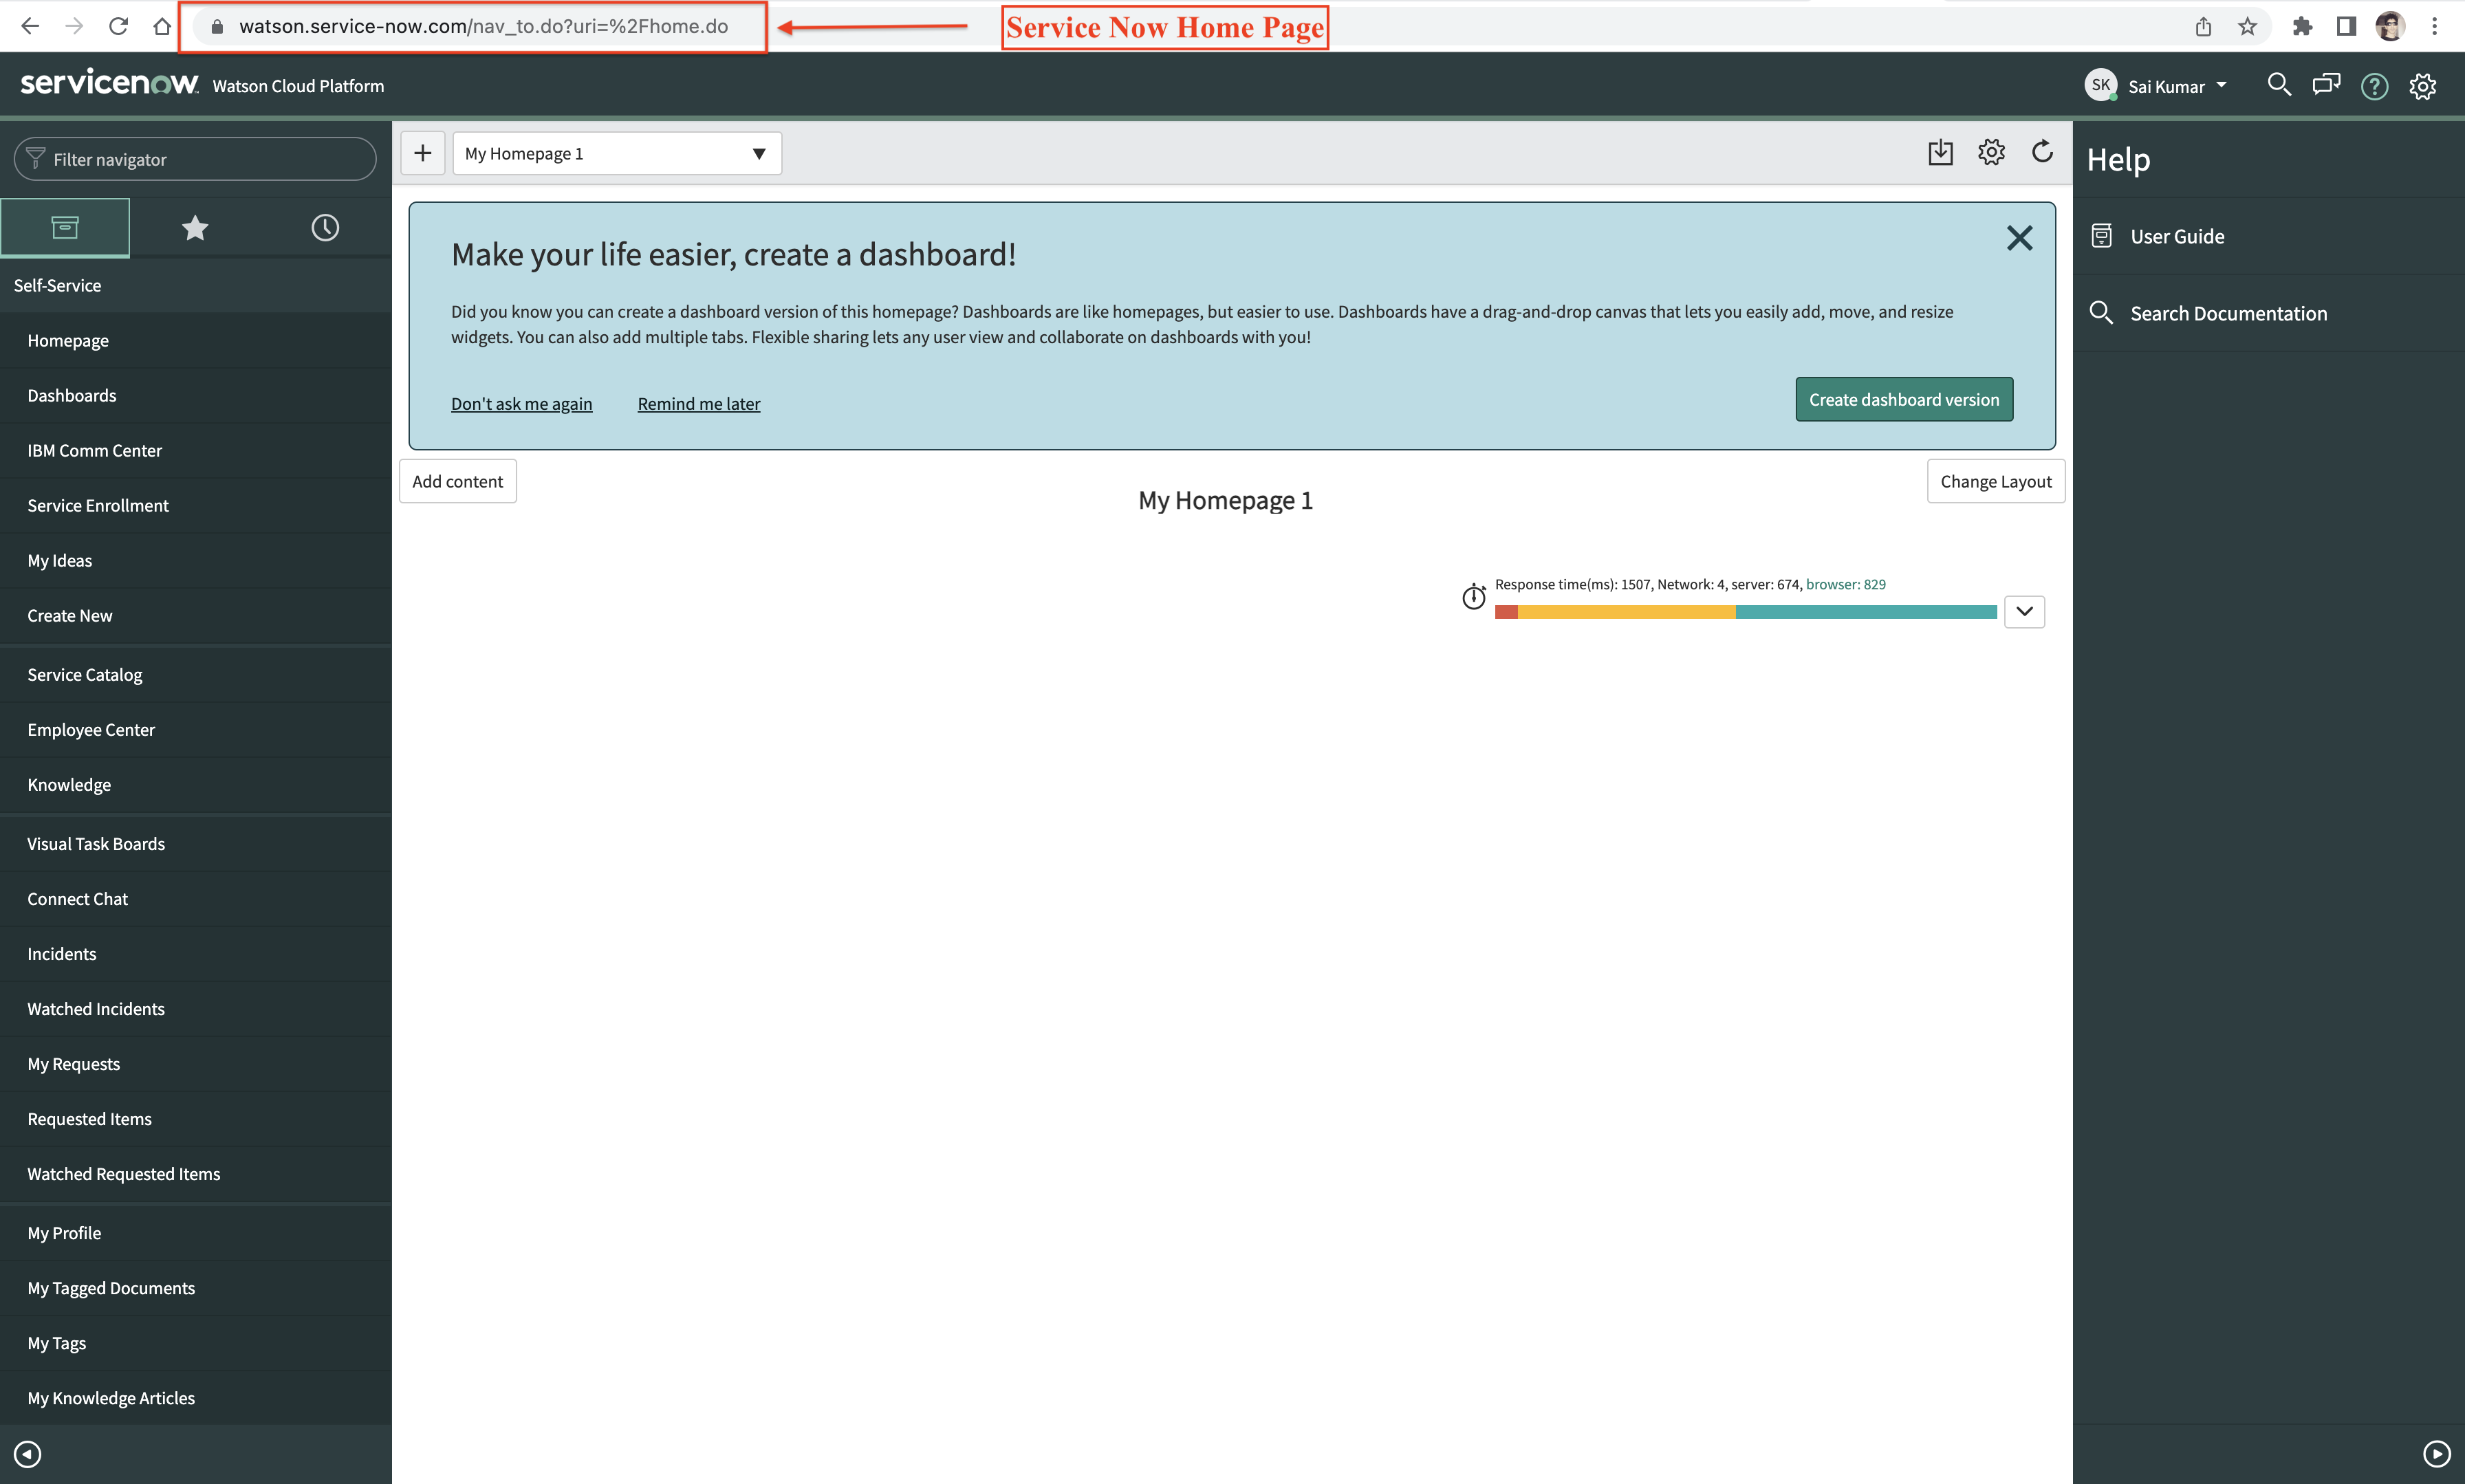 watson.service-now.com/nav_to.do?uri=%2Fhome.do
Service Now Home Page
servicenow Watson Cloud Platform
SK Sai Kumar
Filter navigator
My Homepage 1
Help
User Guide
Search Documentation
Self-Service
Homepage
Dashboards
IBM Comm Center
Service Enrollment
My Ideas
Create New
Service Catalog
Employee Center
Knowledge
Visual Task Boards
Connect Chat
Incidents
Watched Incidents
My Requests
Requested Items
Watched Requested Items
My Profile
My Tagged Documents
My Tags
My Knowledge Articles
Make your life easier, create a dashboard!
Did you know you can create a dashboard version of this homepage? Dashboards are like homepages, but easier to use. Dashboards have a drag-and-drop canvas that lets you easily add, move, and resize
widgets. You can also add multiple tabs. Flexible sharing lets any user view and collaborate on dashboards with you!
Don't ask me again
Remind me later
Create dashboard version
Add content
Change Layout
My Homepage 1
Response time(ms): 1507, Network: 4, server: 674, browser: 829